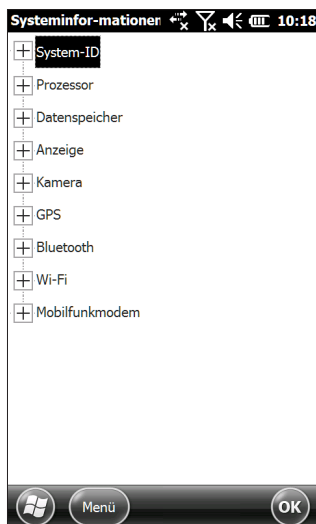 Systeminfor-mationen 10:18
System-ID
Prozessor
Datenspeicher
Anzeige
Kamera
GPS
Bluetooth
Wi-Fi
Mobilfunkmodem
Menü OK